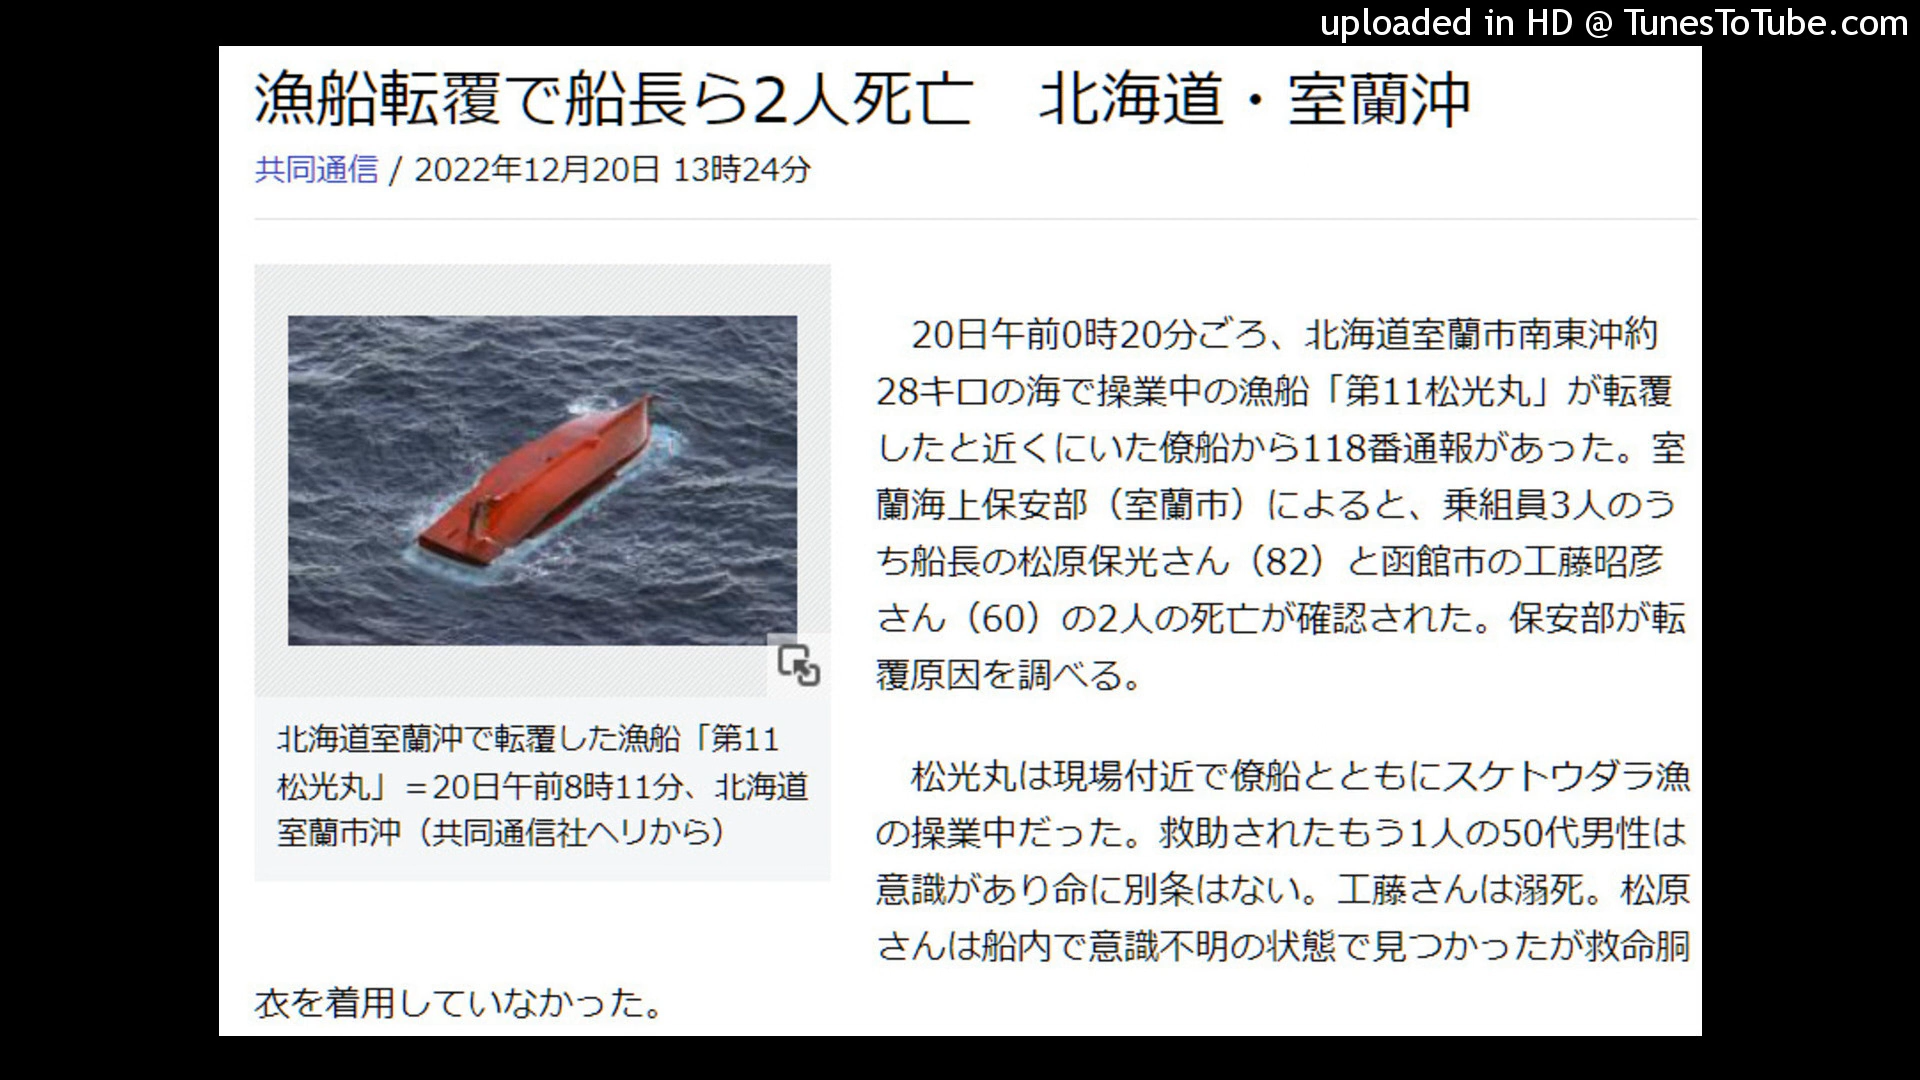 uploaded in HD @ TunesToTube.com
漁船転覆で船長ら2人死亡　北海道・室蘭沖
共同通信 / 2022年12月20日 13時24分
20日午前0時20分ごろ、北海道室蘭市南東沖約
28キロの海で操業中の漁船「第11松光丸」が転覆
したと近くにいた僚船から118番通報があった。室
蘭海上保安部（室蘭市）によると、乗組員3人のう
ち船長の松原保光さん（82）と函館市の工藤昭彦
さん（60）の2人の死亡が確認された。保安部が転
覆原因を調べる。
松光丸は現場付近で僚船とともにスケトウダラ漁
の操業中だった。救助されたもう1人の50代男性は
意識があり命に別条はない。工藤さんは溺死。松原
さんは船内で意識不明の状態で見つかったが救命胴
衣を着用していなかった。
北海道室蘭沖で転覆した漁船「第11
松光丸」＝20日午前8時11分、北海道
室蘭市沖（共同通信社ヘリから）